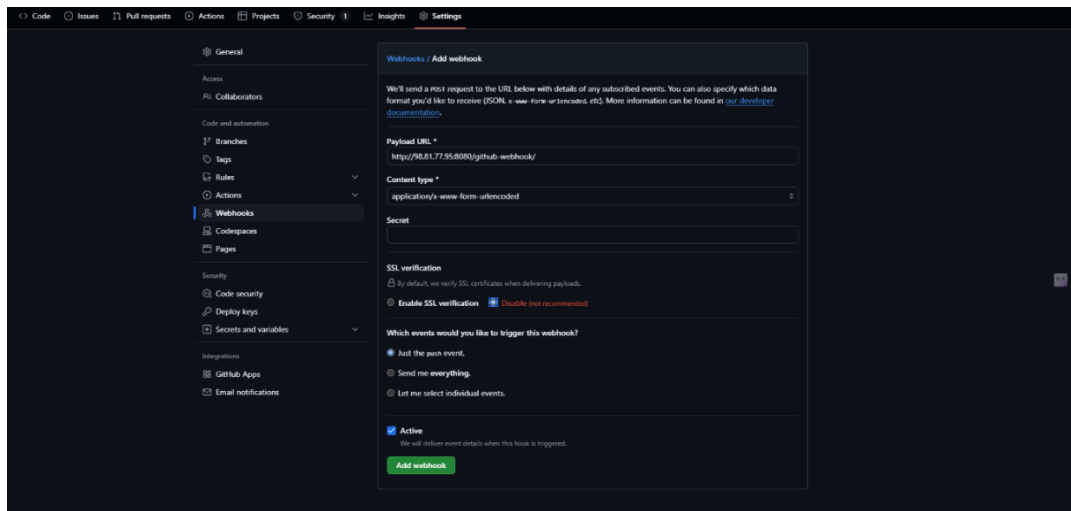 Code Issues Pull requests Actions Projects Security 1 Insights Settings
General
Access
Collaborators
Code and automation
Branches
Tags
Rules
Actions
Webhooks
Codespaces
Pages
Security
Code security
Deploy keys
Secrets and variables
Integrations
GitHub Apps
Email notifications
Webhooks / Add webhook
We'll send a POST request to the URL below with details of any subscribed events. You can also specify which data
format you'd like to receive (JSON, x-www-form-urlencoded, etc). More information can be found in our developer
documentation.
Payload URL *
http://98.81.77.95:8080/github-webhook/
Content type *
application/x-www-form-urlencoded
Secret
SSL verification
By default, we verify SSL certificates when delivering payloads.
Enable SSL verification Disable (not recommended)
Which events would you like to trigger this webhook?
Just the push event.
Send me everything.
Let me select individual events.
Active
We will deliver event details when this hook is triggered.
Add webhook